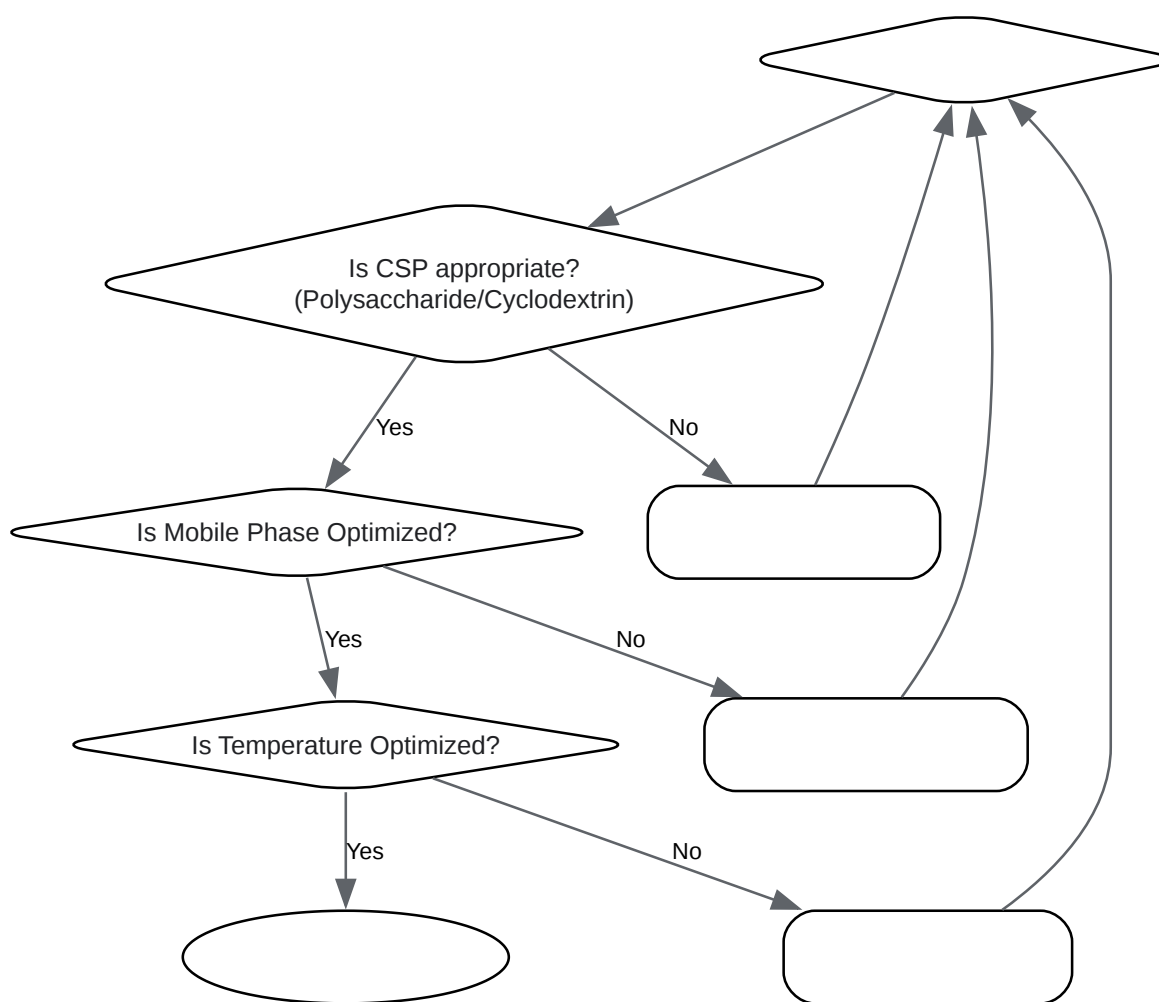 Is CSP appropriate?
(Polysaccharide/Cyclodextrin)
Yes
No
Is Mobile Phase Optimized?
Yes
No
Is Temperature Optimized?
Yes
No